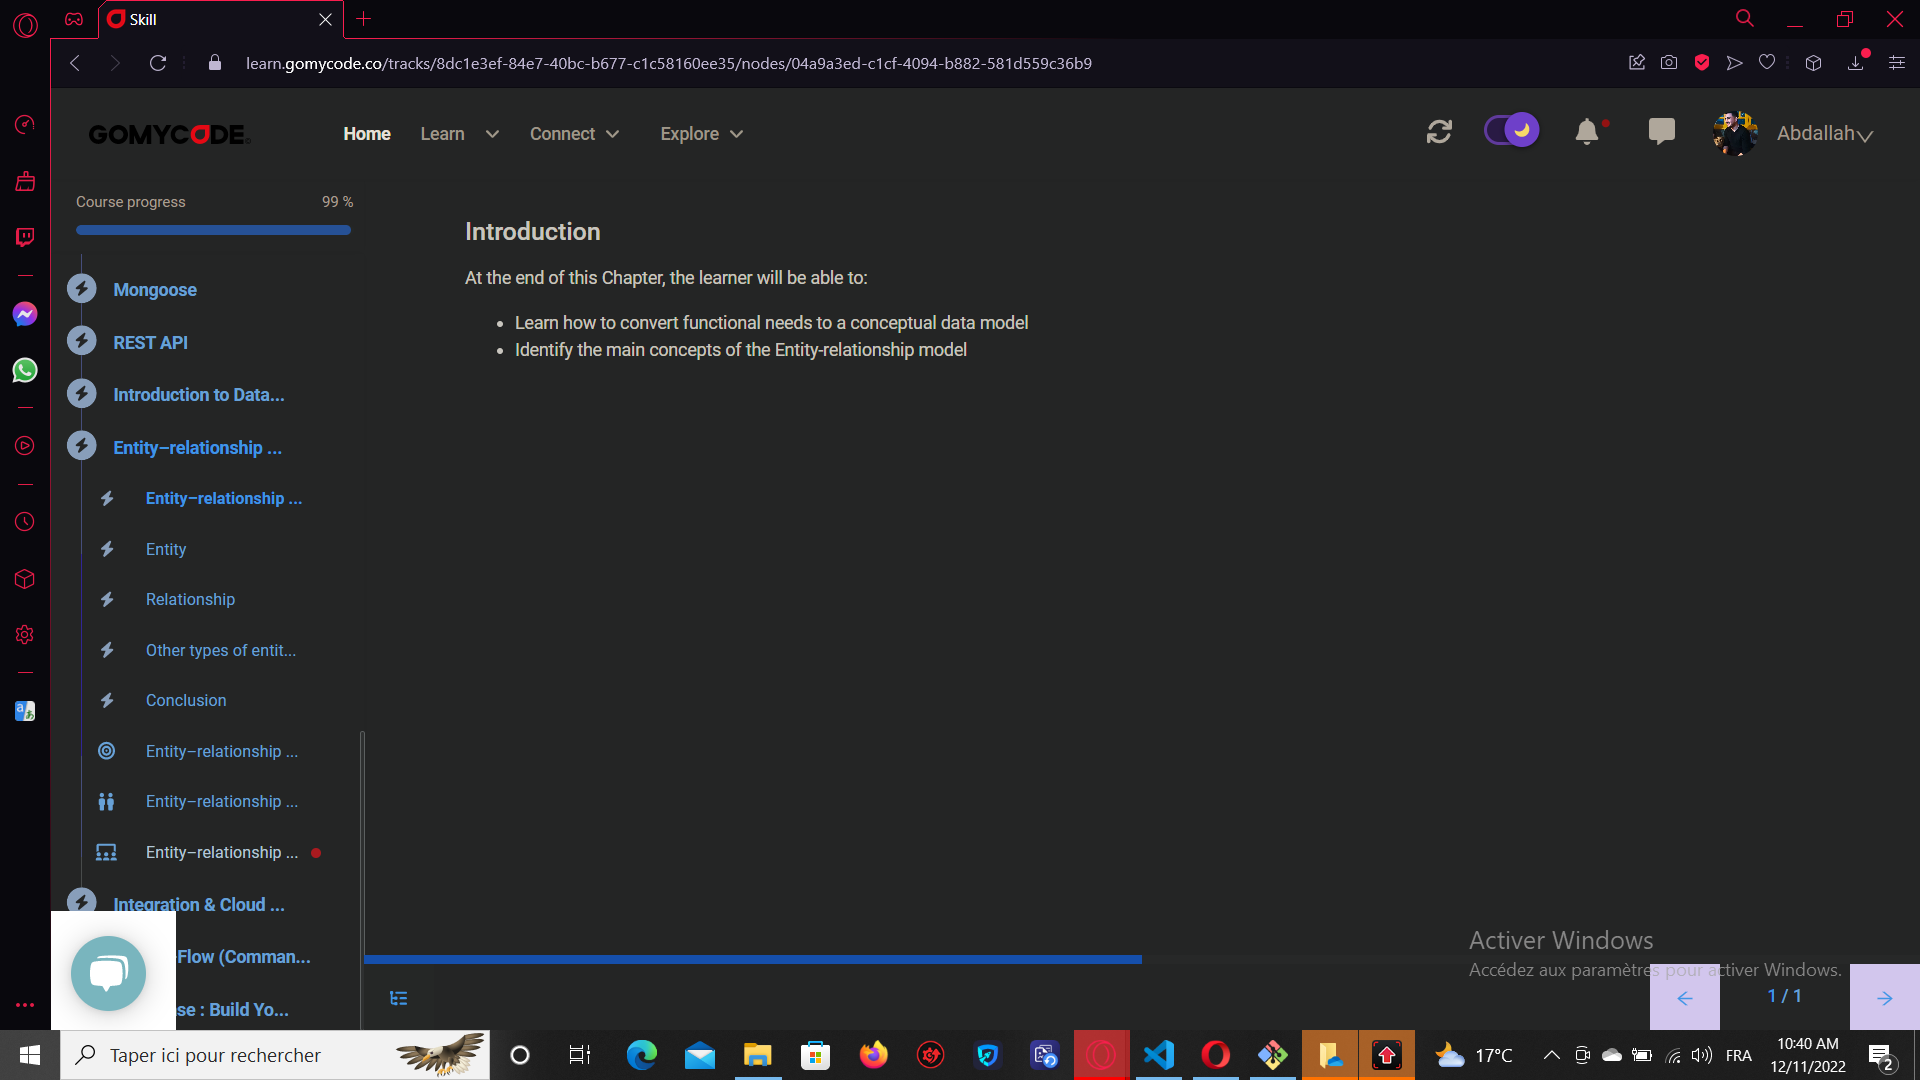 Skill
learn.gomycode.co/tracks/8dc1e3ef-84e7-40bc-b677-c1c58160ee35/nodes/04a9a3ed-c1cf-4094-b882-581d559c36b9
GOMYCODE
Home
Learn
Connect
Explore
Abdallah
Course progress
99 %
Mongoose
REST API
Introduction to Data...
Entity–relationship ...
Entity–relationship ...
Entity
Relationship
Other types of entit...
Conclusion
Entity–relationship ...
Entity–relationship ...
Entity–relationship ...
Integration & Cloud ...
Flow (Comman...
se : Build Yo...
Introduction
At the end of this Chapter, the learner will be able to:
• Learn how to convert functional needs to a conceptual data model
• Identify the main concepts of the Entity-relationship model
Activer Windows
Accédez aux paramètres pour activer Windows.
1 / 1
Taper ici pour rechercher
17°C
FRA
10:40 AM
12/11/2022
2